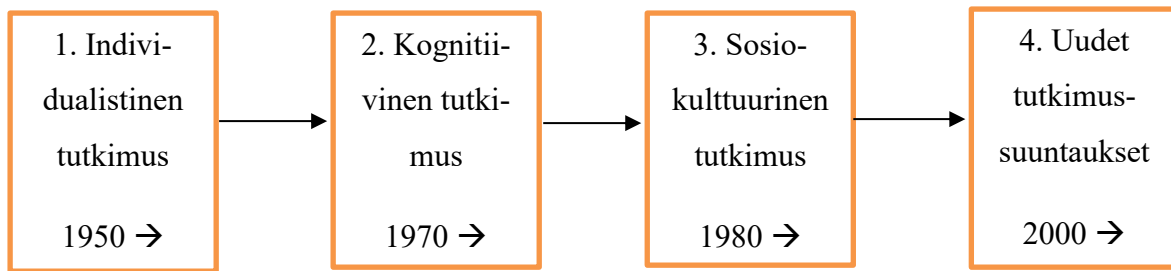 1. Indivi-
dualistinen
tutkimus
1950 →
2. Kognitii-
vinen tutki-
mus
1970 →
3. Sosio-
kulttuurinen
tutkimus
1980 →
4. Uudet
tutkimus-
suuntaukset
2000 →